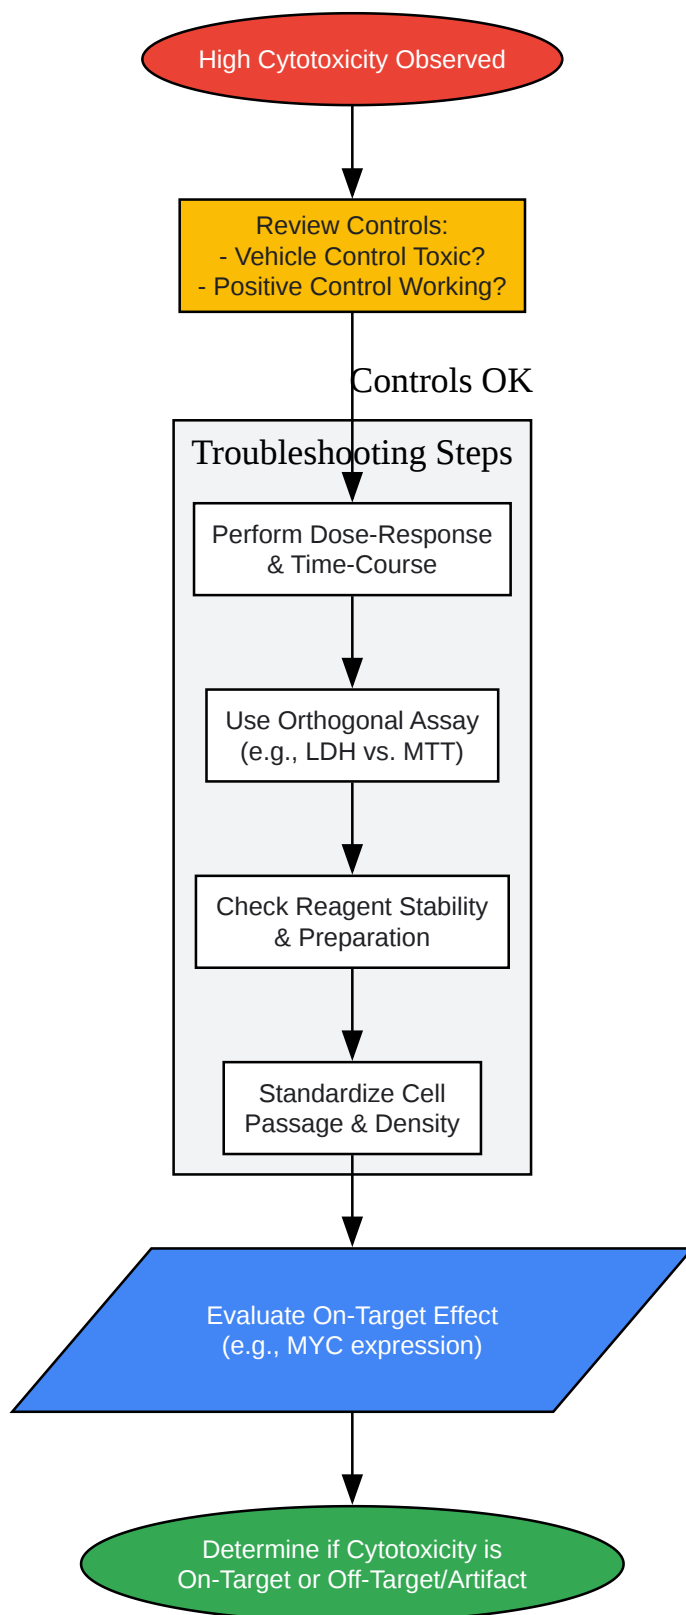 High Cytotoxicity Observed
Review Controls:
- Vehicle Control Toxic?
- Positive Control Working?
Controls OK
Troubleshooting Steps
Perform Dose-Response
& Time-Course
Use Orthogonal Assay
(e.g., LDH vs. MTT)
Check Reagent Stability
& Preparation
Standardize Cell
Passage & Density
Evaluate On-Target Effect
(e.g., MYC expression)
Determine if Cytotoxicity is
On-Target or Off-Target/Artifact